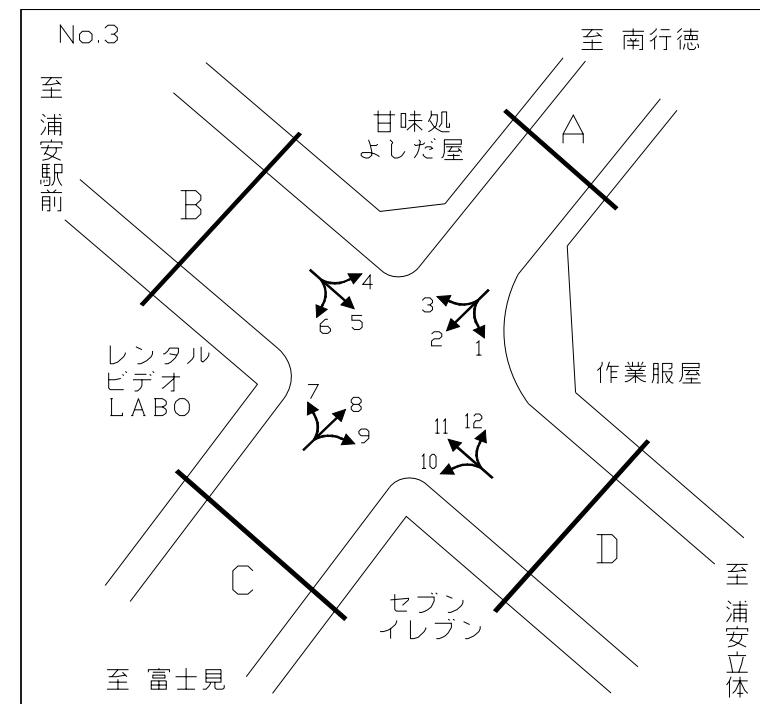 No.3
至 南行徳
至 浦安駅前
甘味処
よしだ屋
A
B
4
5
6
3
2
1
レンタル
ビデオ
LABO
作業服屋
7
8
9
11
12
10
C
D
セブン
イレブン
至 富士見
至 浦安立体